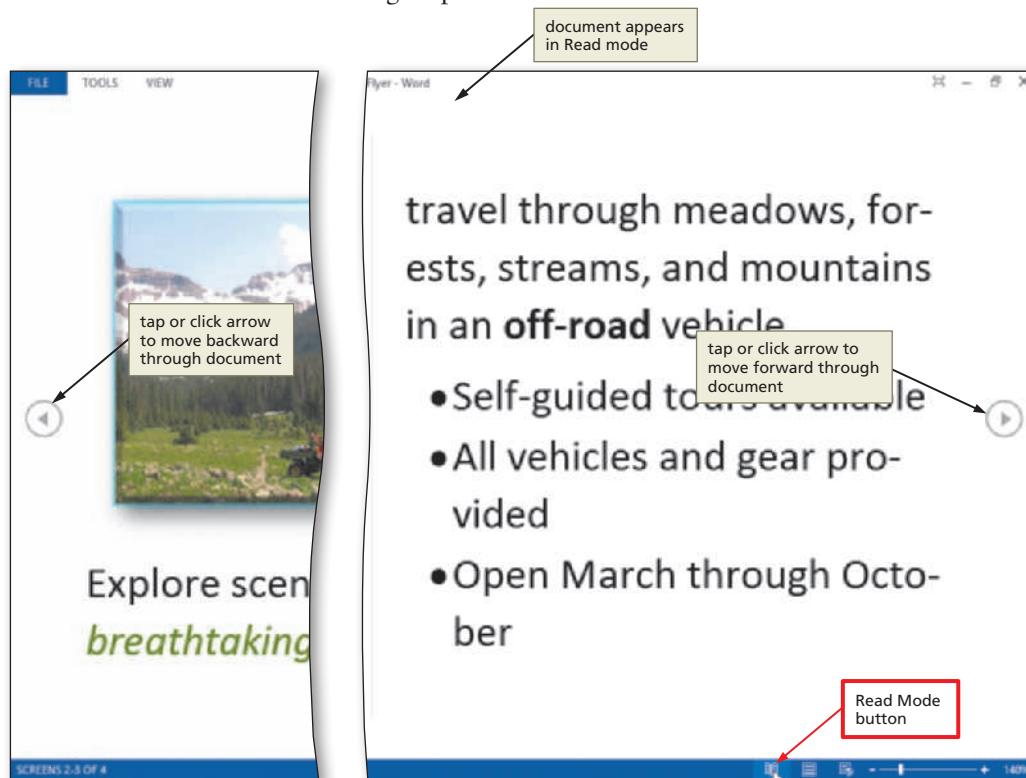 document appears
in Read mode
FILE TOOLS VIEW
Flyer - Word
travel through meadows, for-
ests, streams, and mountains
in an off-road vehicle
tap or click arrow
to move backward
through document
tap or click arrow to
move forward through
document
• Self-guided tours available
• All vehicles and gear pro-
vided
• Open March through Octo-
ber
Explore scen
breathtaking
Read Mode
button
SCREENS 2-3 OF 4
140%